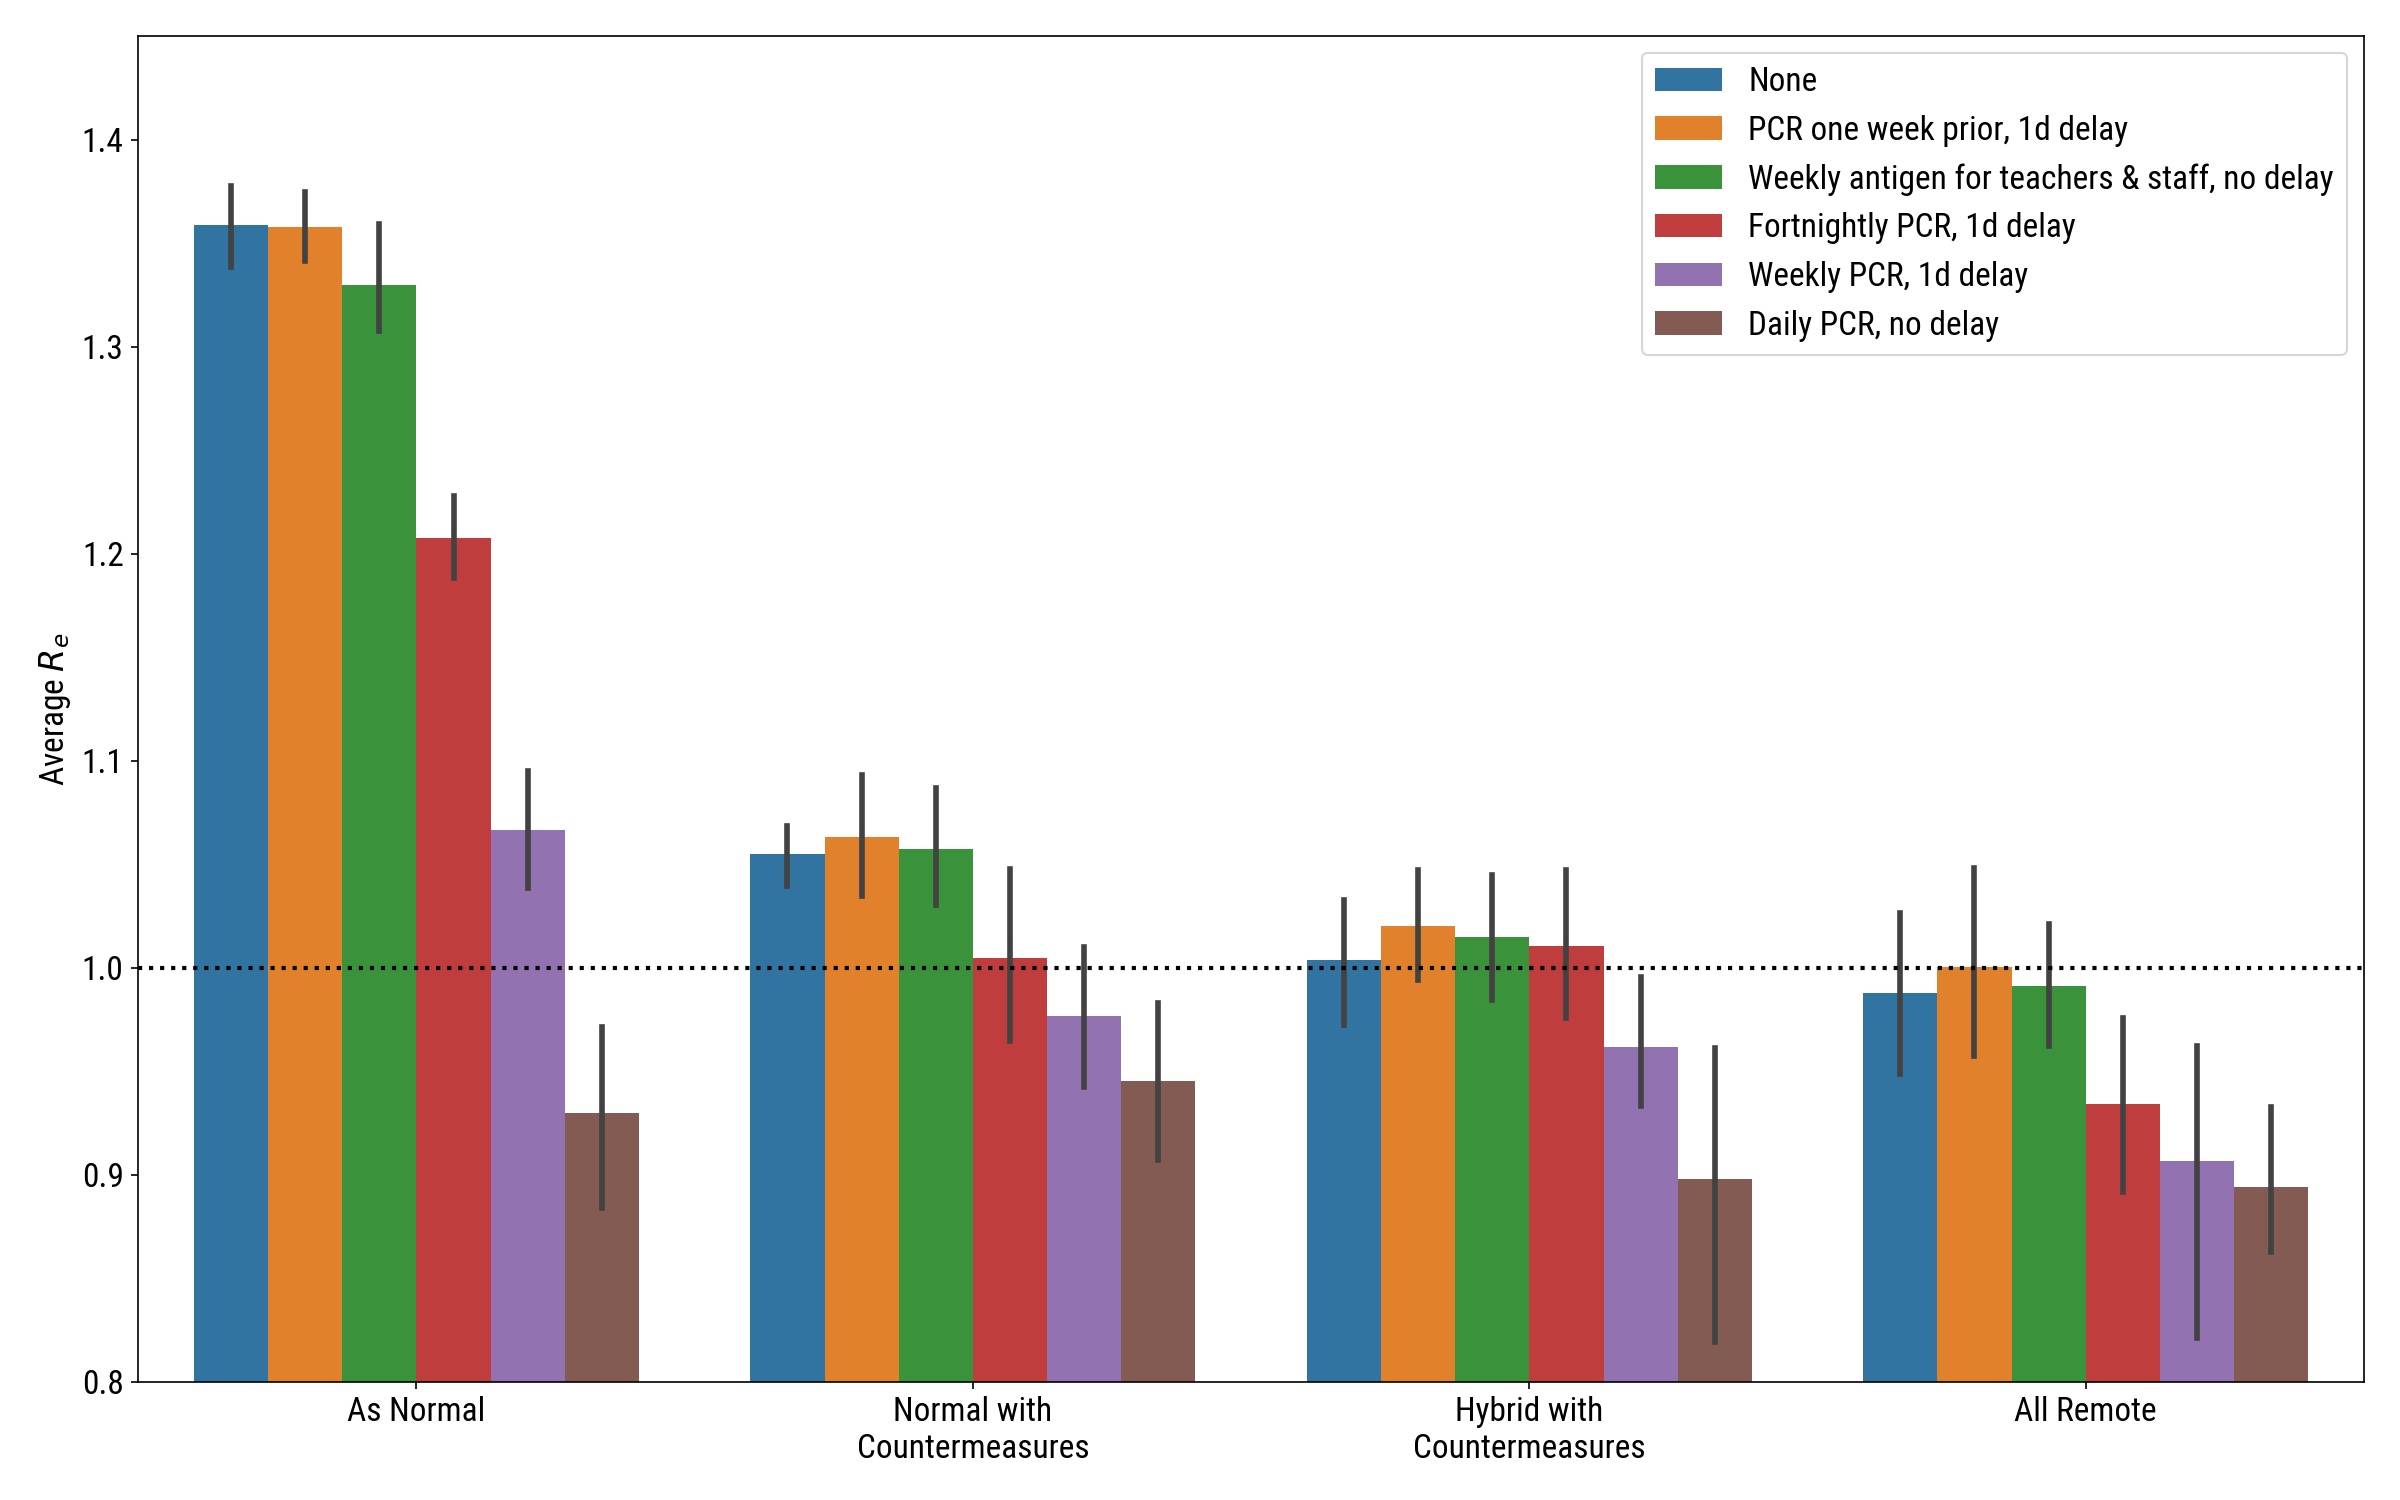 None
PCR one week prior, 1d delay
Weekly antigen for teachers & staff, no delay
Fortnightly PCR, 1d delay
Weekly PCR, 1d delay
Daily PCR, no delay
Average Re
1.4
1.3
1.2
1.1
1.0
0.9
0.8
As Normal
Normal with
Countermeasures
Hybrid with
Countermeasures
All Remote